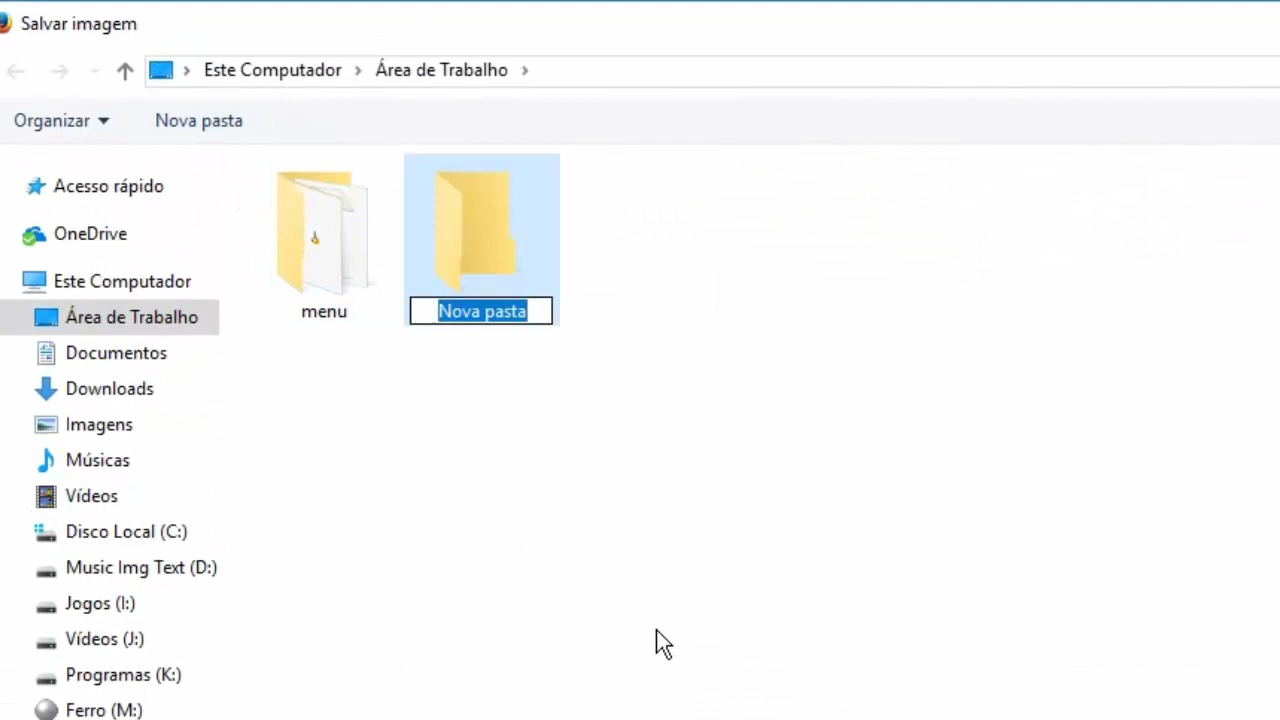 Salvar imagem
Este Computador > Área de Trabalho >
Organizar Nova pasta
Acesso rápido
OneDrive
Este Computador
Área de Trabalho
Documentos
Downloads
Imagens
Músicas
Vídeos
Disco Local (C:)
Music Img Text (D:)
Jogos (I:)
Vídeos (J:)
Programas (K:)
Ferro (M:)
menu
Nova pasta